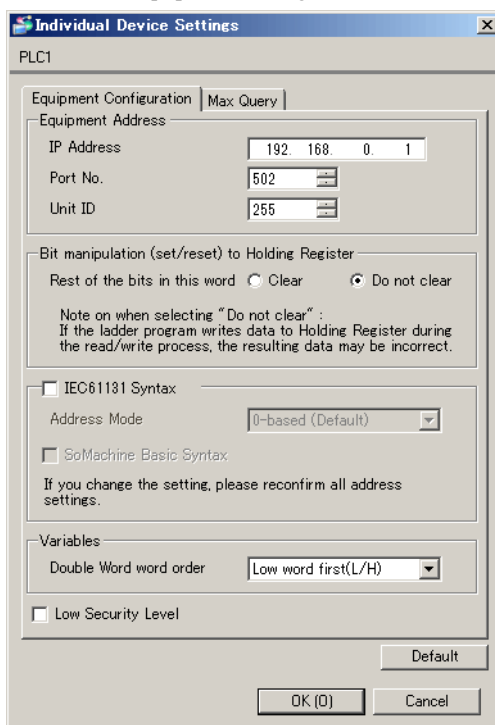 Individual Device Settings
PLC1
Equipment Configuration Max Query
Equipment Address
IP Address 192. 168. 0. 1
Port No. 502
Unit ID 255
Bit manipulation (set/reset) to Holding Register
Rest of the bits in this word Clear Do not clear
Note on when selecting "Do not clear" :
If the ladder program writes data to Holding Register during
the read/write process, the resulting data may be incorrect.
IEC61131 Syntax
Address Mode 0-based (Default)
SoMachine Basic Syntax
If you change the setting, please reconfirm all address
settings.
Variables
Double Word word order Low word first(L/H)
Low Security Level
Default
OK (O) Cancel